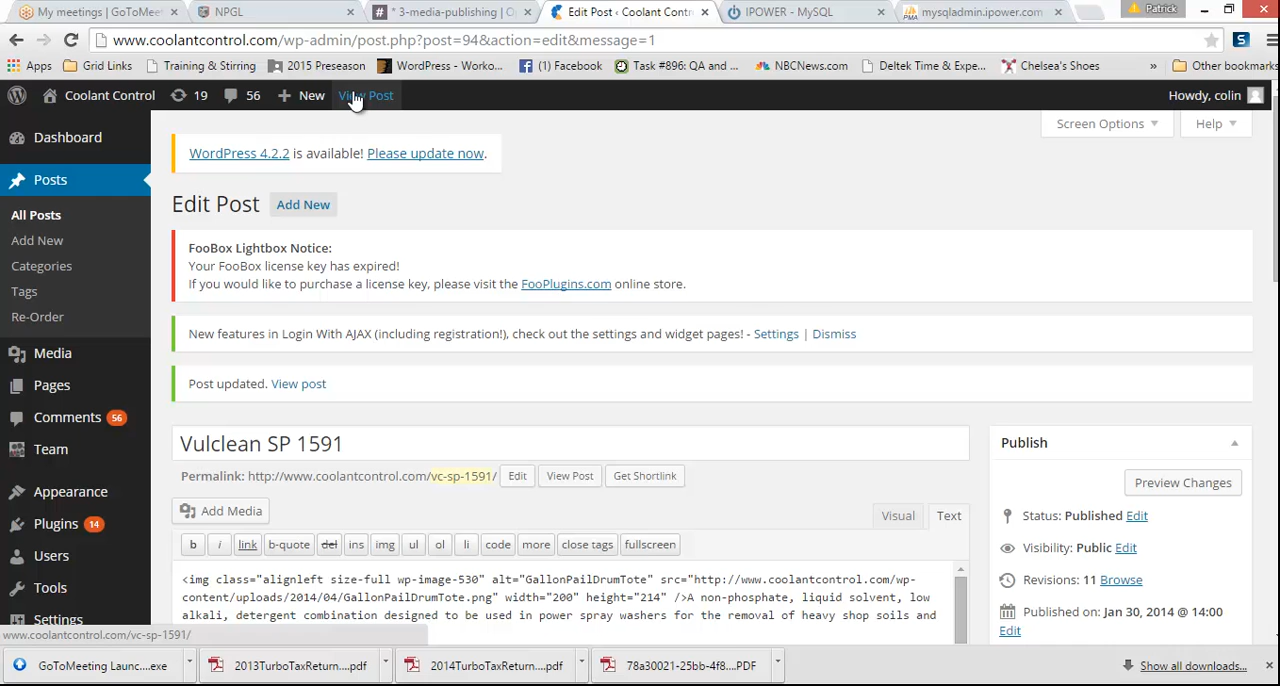 My meetings | GoToMee
NPGL
* 3-media-publishing | O
Edit Post ‹ Coolant Contr
IPOWER - MySQL
mysqladmin.ipower.com
Patrick
www.coolantcontrol.com/wp-admin/post.php?post=94&action=edit&message=1
Apps
Grid Links
Training & Stirring
2015 Preseason
WordPress - Worko...
(1) Facebook
Task #896: QA and ...
NBCNews.com
Deltek Time & Expe...
Chelsea's Shoes
»
Other bookmarks
Coolant Control
19
56
New
View Post
Howdy, colin
Screen Options
Help
Dashboard
Posts
All Posts
Add New
Categories
Tags
Re-Order
Media
Pages
Comments 56
Team
Appearance
Plugins 14
Users
Tools
Settings
WordPress 4.2.2 is available! Please update now.
Edit Post Add New
FooBox Lightbox Notice:
Your FooBox license key has expired!
If you would like to purchase a license key, please visit the FooPlugins.com online store.
New features in Login With AJAX (including registration!), check out the settings and widget pages! - Settings | Dismiss
Post updated. View post
Vulclean SP 1591
Permalink: http://www.coolantcontrol.com/vc-sp-1591/ Edit View Post Get Shortlink
Add Media
Visual Text
b i link b-quote del ins img ul ol li code more close tags fullscreen
<img class="alignleft size-full wp-image-530" alt="GallonPailDrumTote" src="http://www.coolantcontrol.com/wp-
content/uploads/2014/04/GallonPailDrumTote.png" width="200" height="214" />A non-phosphate, liquid solvent, low
alkali, detergent combination designed to be used in power spray washers for the removal of heavy shop soils and
Publish
Preview Changes
Status: Published Edit
Visibility: Public Edit
Revisions: 11 Browse
Published on: Jan 30, 2014 @ 14:00
Edit
www.coolantcontrol.com/vc-sp-1591/
GoToMeeting Launc....exe
2013TurboTaxReturn....pdf
2014TurboTaxReturn....pdf
78a30021-25bb-4f8....PDF
Show all downloads...